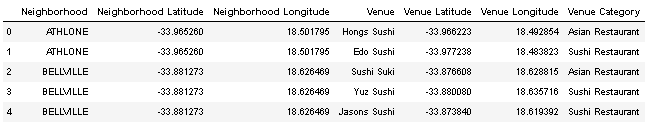 Neighborhood Neighborhood Latitude Neighborhood Longitude Venue Venue Latitude Venue Longitude Venue Category
0 ATHLONE -33.965260 18.501795 Hongs Sushi -33.966223 18.492854 Asian Restaurant
1 ATHLONE -33.965260 18.501795 Edo Sushi -33.977238 18.483823 Sushi Restaurant
2 BELLVILLE -33.881273 18.626469 Sushi Suki -33.876608 18.628815 Asian Restaurant
3 BELLVILLE -33.881273 18.626469 Yuz Sushi -33.880080 18.635716 Sushi Restaurant
4 BELLVILLE -33.881273 18.626469 Jasons Sushi -33.873840 18.619392 Sushi Restaurant